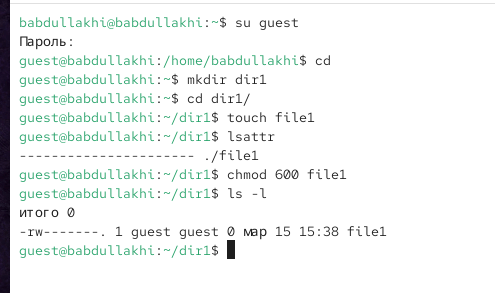 babdullakhi@babdullakhi:~$ su guest
Пароль:
guest@babdullakhi:/home/babdullakhi$ cd
guest@babdullakhi:~$ mkdir dir1
guest@babdullakhi:~$ cd dir1/
guest@babdullakhi:~/dir1$ touch file1
guest@babdullakhi:~/dir1$ lsattr
---------------------- ./file1
guest@babdullakhi:~/dir1$ chmod 600 file1
guest@babdullakhi:~/dir1$ ls -l
итого 0
-rw-------. 1 guest guest 0 мар 15 15:38 file1
guest@babdullakhi:~/dir1$